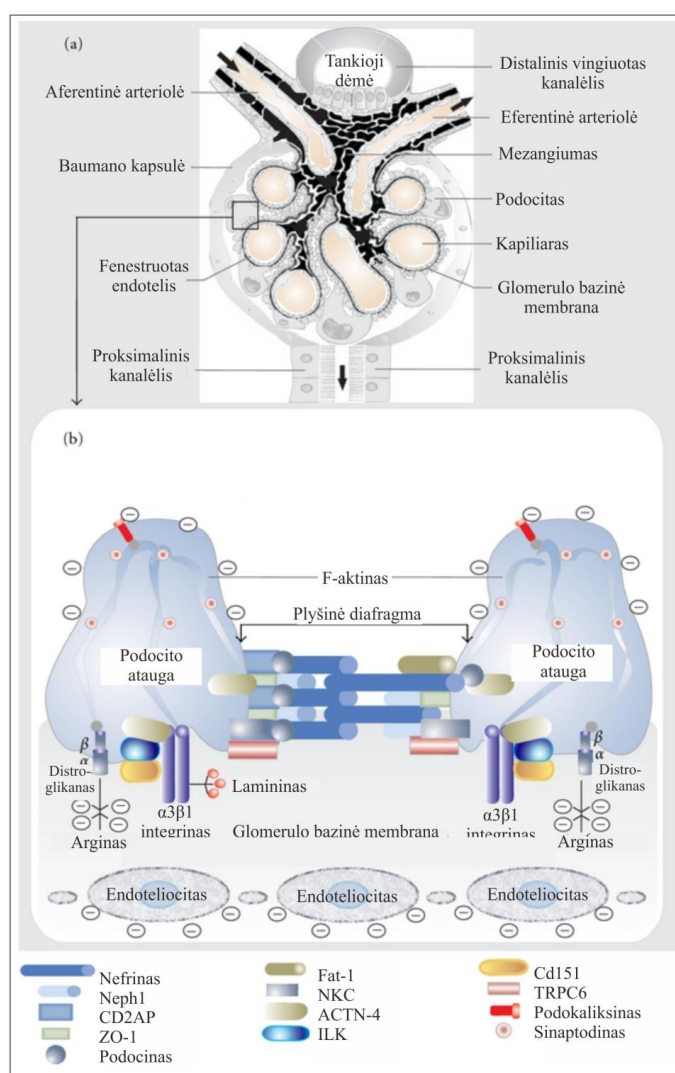 (a)
Tankioji
dėmė
Distalinis vingiuotas
kanalėlis
Aferentinė arteriolė
Eferentinė arteriolė
Mezangiumas
Baumano kapsulė
Podocitas
Kapiliaras
Fenestruotas
endotelis
Glomerulo bazinė
membrana
Proksimalinis
kanalėlis
Proksimalinis
kanalėlis
(b)
F-aktinas
Plyšinė diafragma
Podocito
atauga
Podocito
atauga
β
α
Distro-
glikanas
Arginas
α3β1
integrinas
Lamininas
Glomerulo bazinė membrana
α3β1
integrinas
β
α
Distro-
glikanas
Arginas
Endoteliocitas
Endoteliocitas
Endoteliocitas
Nefrinas
Neph1
CD2AP
ZO-1
Podocinas
Fat-1
NKC
ACTN-4
ILK
Cd151
TRPC6
Podokaliksinas
Sinaptodinas